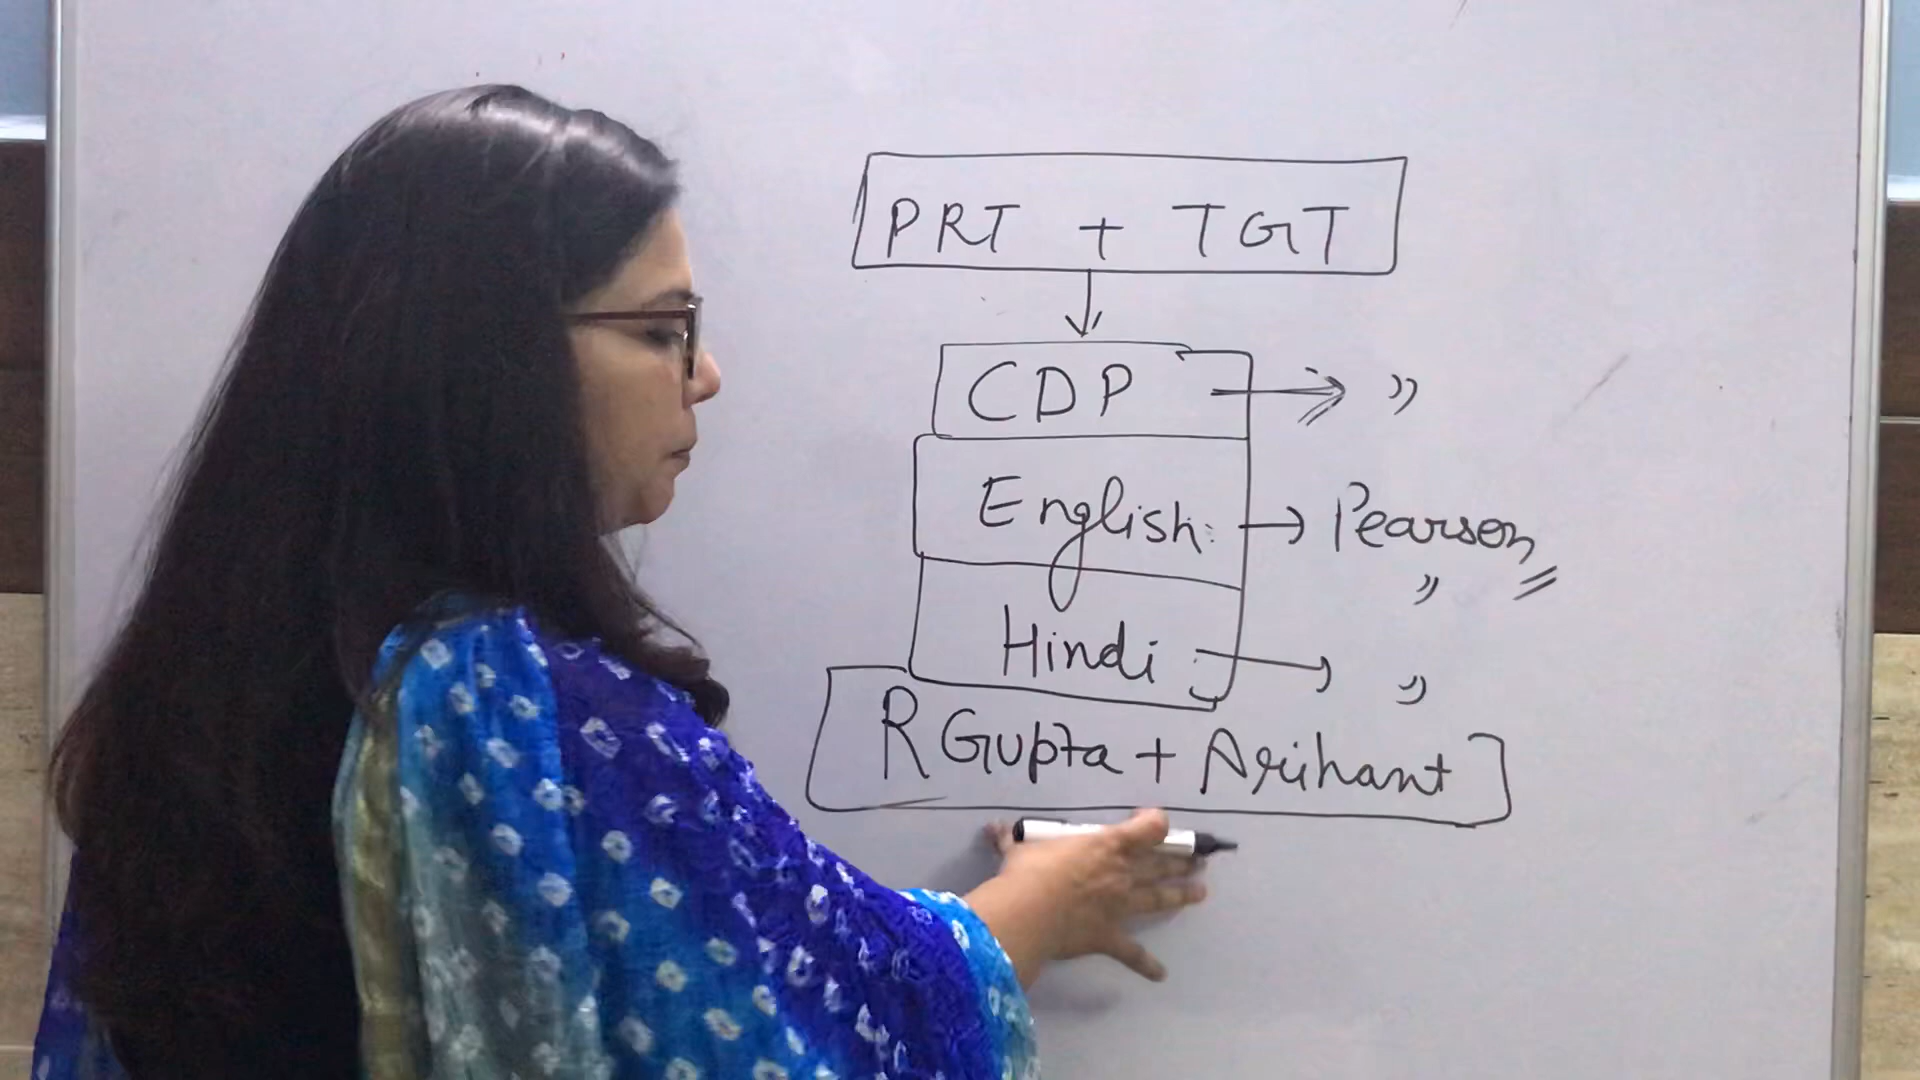 PRT + TGT
CDP → "
English → Pearson
"
Hindi → "
R Gupta + Arihant